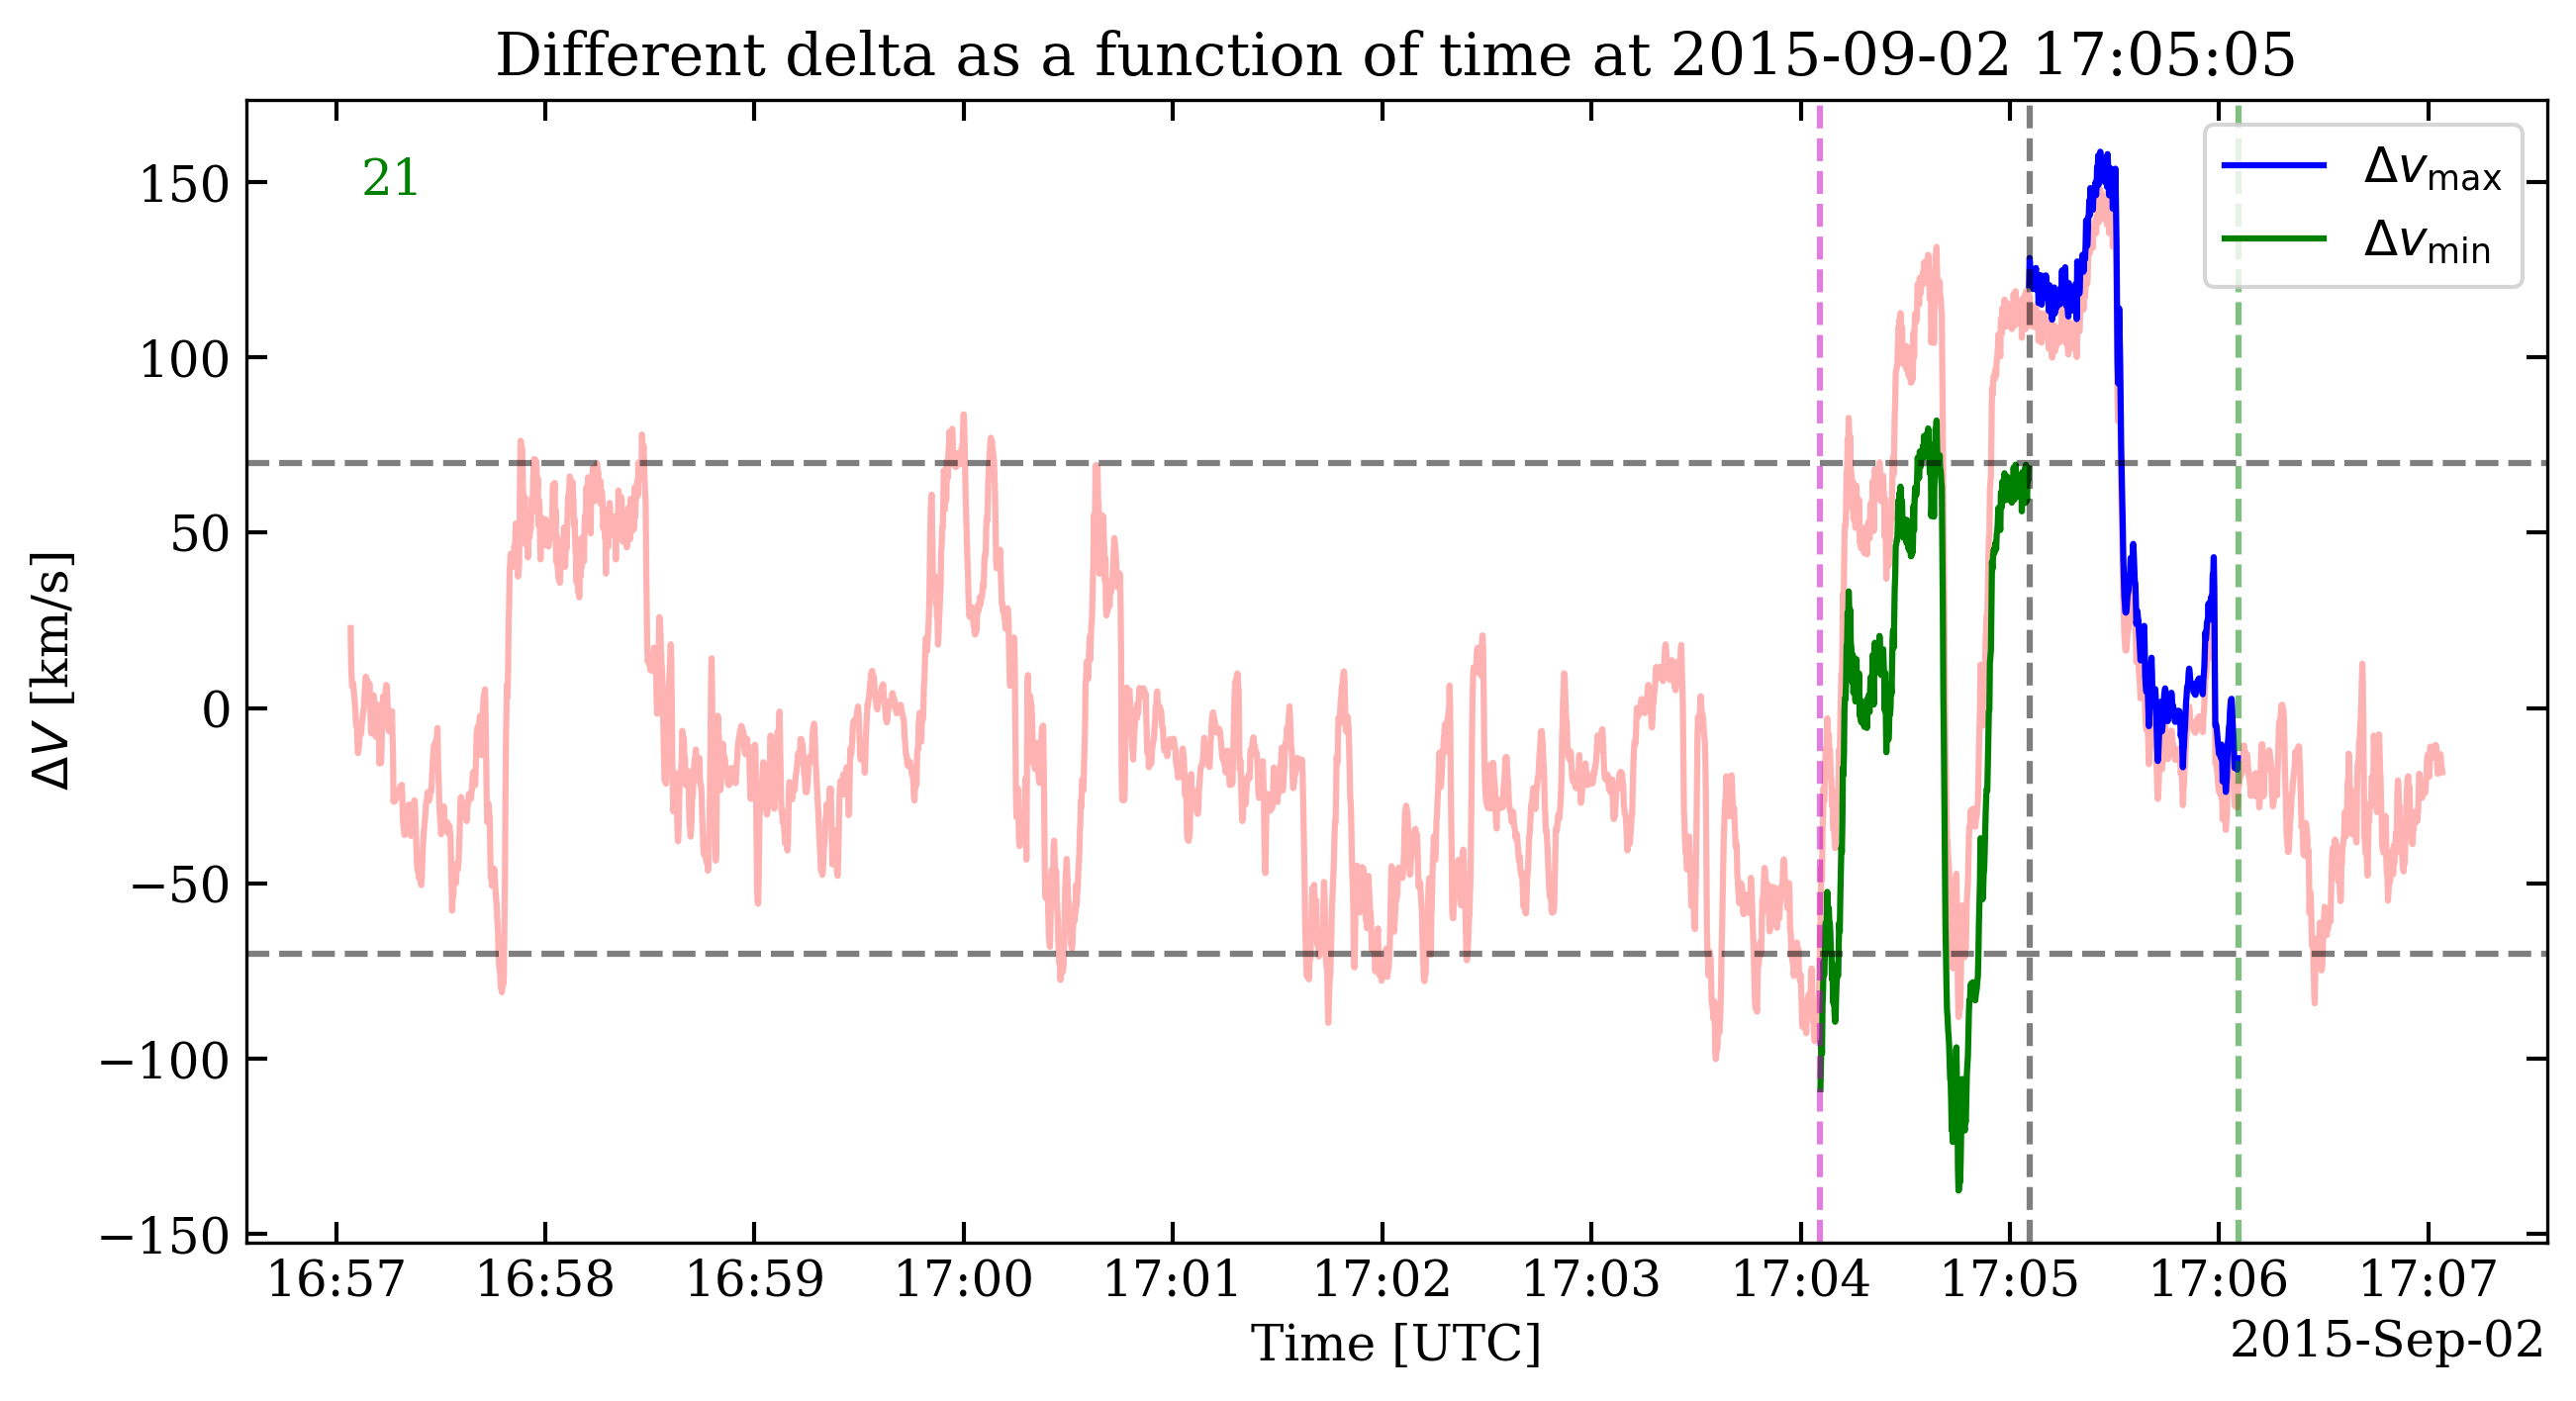 Different delta as a function of time at 2015-09-02 17:05:05
21
Δv_max
Δv_min
150
100
50
0
−50
−100
−150
ΔV [km/s]
16:57 16:58 16:59 17:00 17:01 17:02 17:03 17:04 17:05 17:06 17:07
Time [UTC]
2015-Sep-02